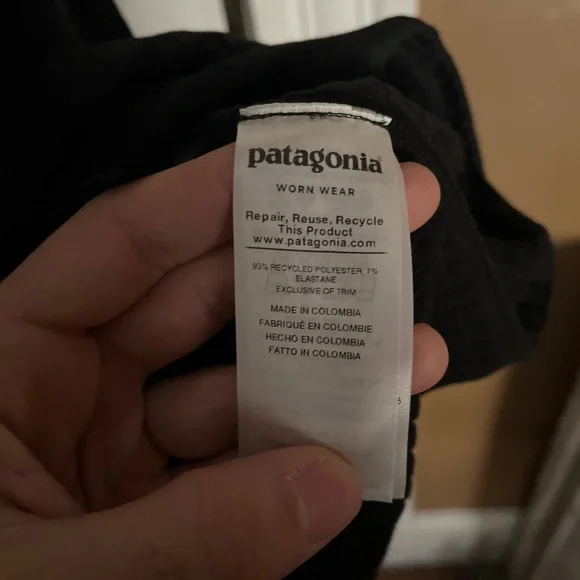 patagonia
WORN WEAR
Repair, Reuse, Recycle
This Product
www.patagonia.com
93% RECYCLED POLYESTER, 7%
ELASTANE
EXCLUSIVE OF TRIM
MADE IN COLOMBIA
FABRIQUÉ EN COLOMBIE
HECHO EN COLOMBIA
FATTO IN COLOMBIA